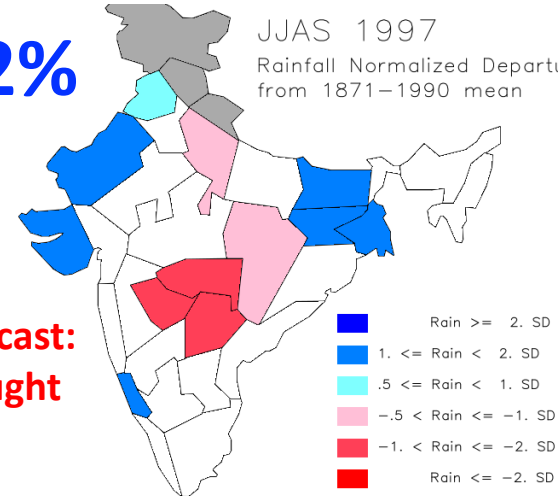 2%
JJAS 1997
Rainfall Normalized Departu
from 1871-1990 mean
cast:
ght
Rain >= 2. SD
1. <= Rain < 2. SD
.5 <= Rain < 1. SD
-.5 < Rain <= -1. SD
-1. < Rain <= -2. SD
Rain <= -2. SD